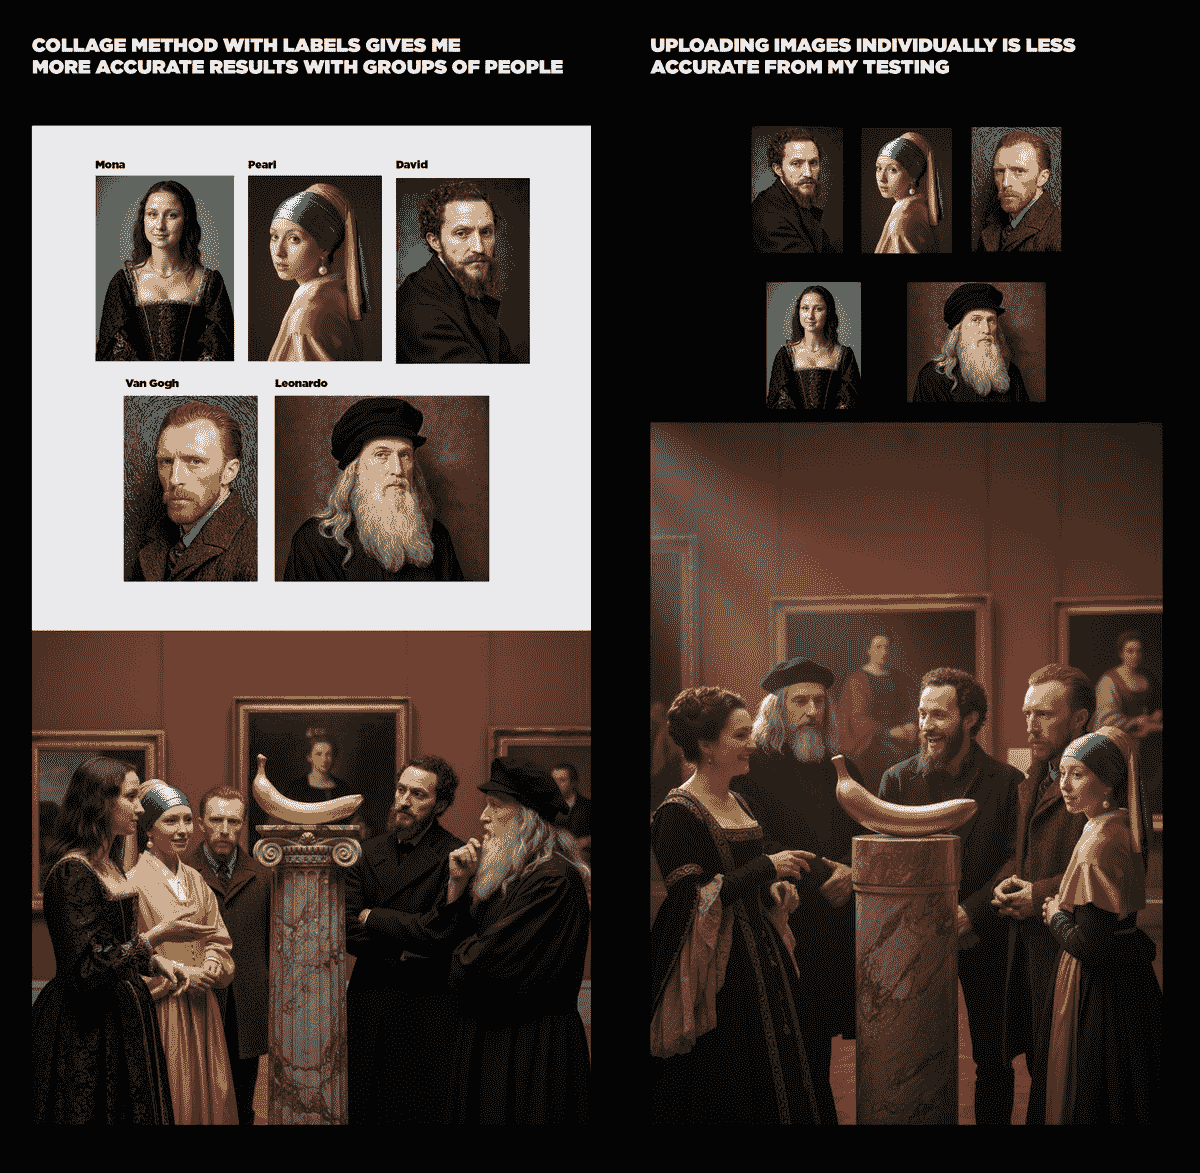 COLLAGE METHOD WITH LABELS GIVES ME
MORE ACCURATE RESULTS WITH GROUPS OF PEOPLE
Mona
Pearl
David
Van Gogh
Leonardo
UPLOADING IMAGES INDIVIDUALLY IS LESS
ACCURATE FROM MY TESTING